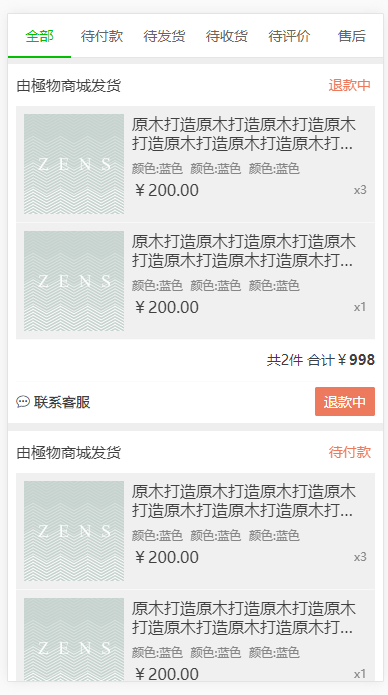 全部 待付款 待发货 待收货 待评价 售后
由極物商城发货 退款中
ZENS
原木打造原木打造原木打造原木
打造原木打造原木打造原木打...
颜色:蓝色 颜色:蓝色 颜色:蓝色
￥200.00 x3
ZENS
原木打造原木打造原木打造原木
打造原木打造原木打造原木打...
颜色:蓝色 颜色:蓝色 颜色:蓝色
￥200.00 x1
共2件 合计￥998
联系客服 退款中
由極物商城发货 待付款
ZENS
原木打造原木打造原木打造原木
打造原木打造原木打造原木打...
颜色:蓝色 颜色:蓝色 颜色:蓝色
￥200.00 x3
ZENS
原木打造原木打造原木打造原木
打造原木打造原木打造原木打...
颜色:蓝色 颜色:蓝色 颜色:蓝色
￥200.00 x1